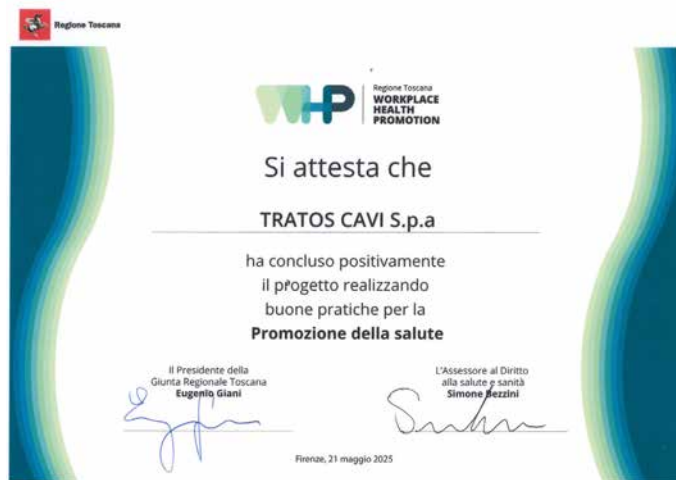 Regione Toscana
WHP
Regione Toscana
WORKPLACE
HEALTH
PROMOTION
Si attesta che
TRATOS CAVI S.p.a
ha concluso positivamente
il progetto realizzando
buone pratiche per la
Promozione della salute
Il Presidente della
Giunta Regionale Toscana
Eugenio Giani
L'Assessore al Diritto
alla salute e sanità
Simone Bezzini
Firenze, 21 maggio 2025